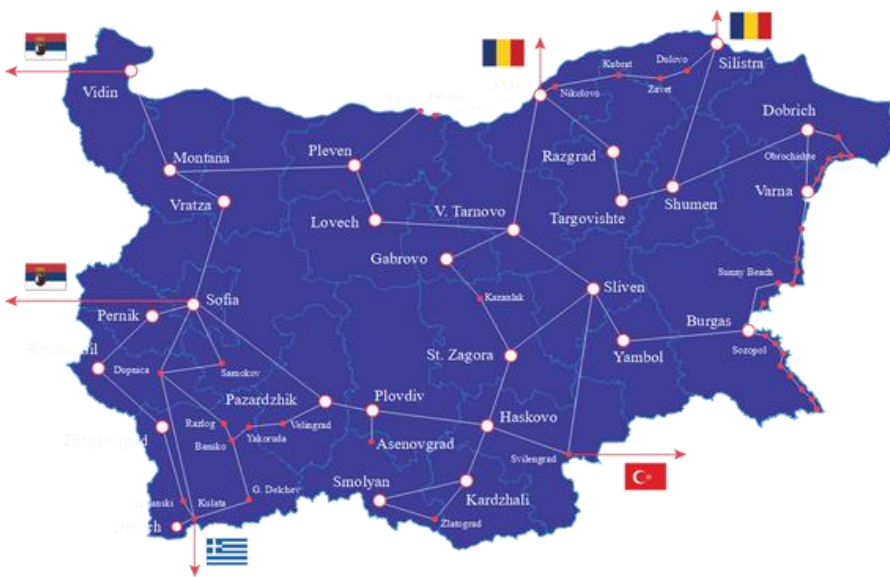 Vidin
Montana
Vratza
Pleven
Lovech
V. Tarnovo
Gabrovo
Kazanlak
Nikolovo
Kubrat
Zavet
Dulovo
Silistra
Razgrad
Targovishte
Shumen
Dobrich
Obrochishte
Varna
Sunny Beach
Burgas
Sozopol
Sliven
Yambol
St. Zagora
Sofia
Pernik
Dupnica
Samokov
Pazardzhik
Plovdiv
Haskovo
Svilengrad
Razlog
Bansko
Yakoruda
Velingrad
Asenovgrad
G. Delchev
Kulata
Smolyan
Kardzhali
Zlatograd